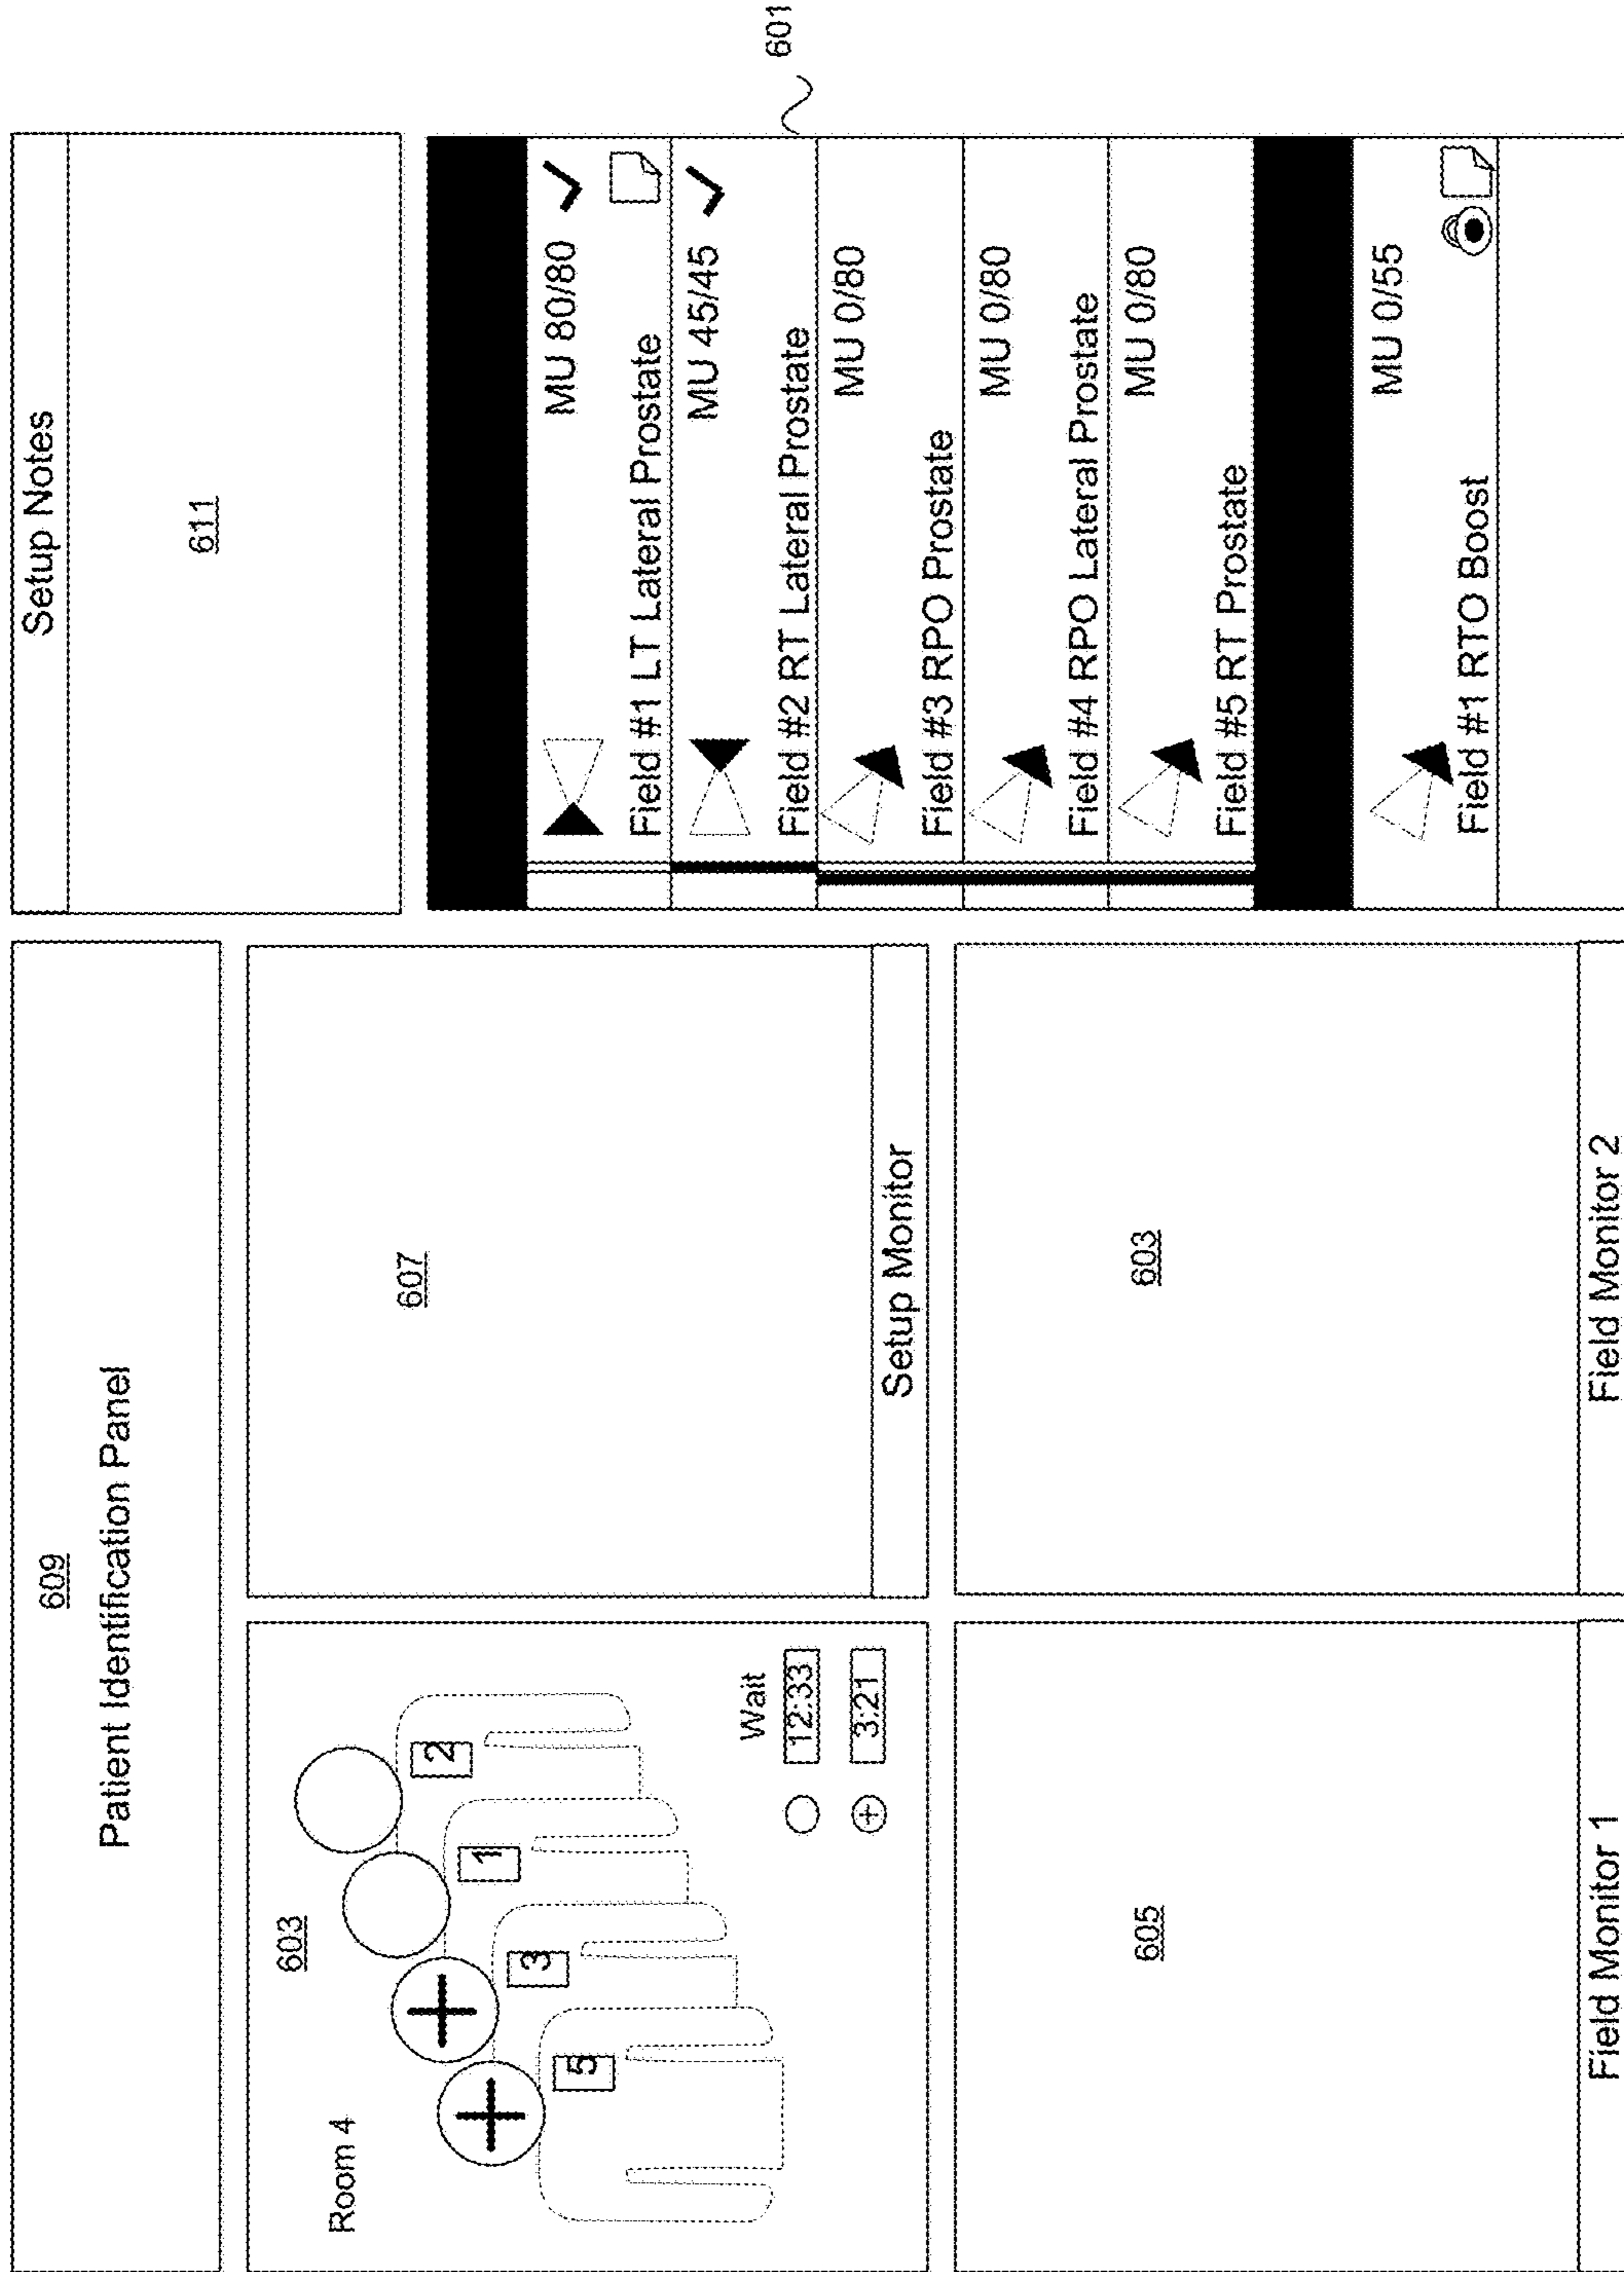 609
Patient Identification Panel
Setup Notes
611
Room 4
603
5
3
1
2
Wait
12:33
3:21
607
Setup Monitor
601
MU 80/80
Field #1 LT Lateral Prostate
MU 45/45
Field #2 RT Lateral Prostate
MU 0/80
Field #3 RPO Prostate
MU 0/80
Field #4 RPO Lateral Prostate
MU 0/80
Field #5 RT Prostate
MU 0/55
Field #1 RTO Boost
605
Field Monitor 1
603
Field Monitor 2